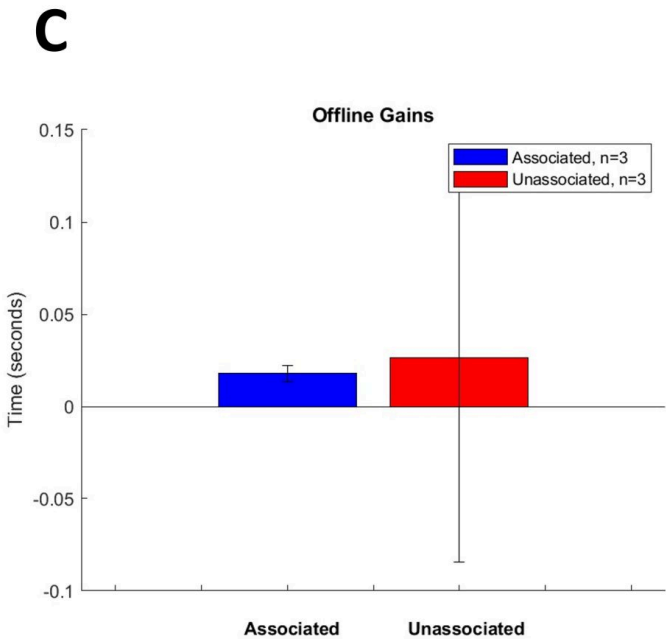 C
Offline Gains
0.15
Associated, n=3
Unassociated, n=3
0.1
0.05
Time (seconds)
0
-0.05
-0.1
Associated Unassociated